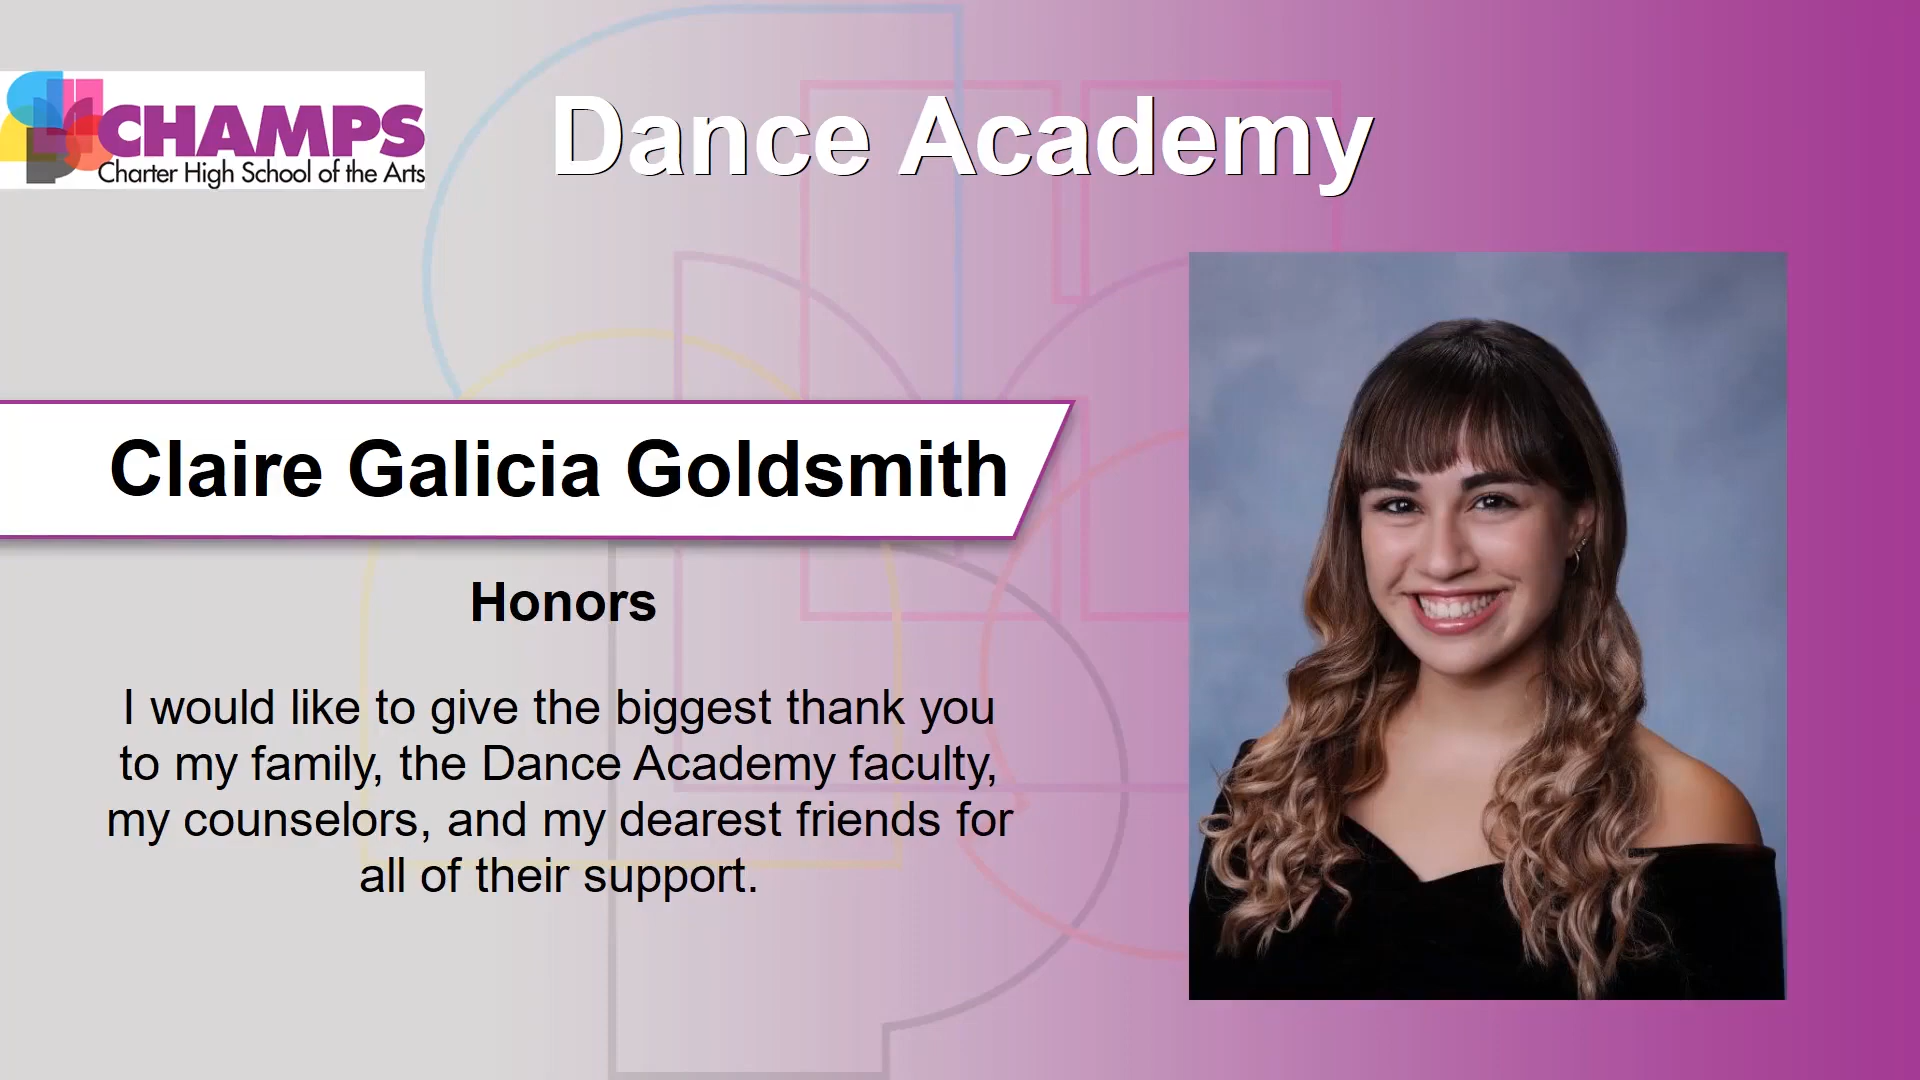 CHAMPS
Charter High School of the Arts
Dance Academy
Claire Galicia Goldsmith
Honors
I would like to give the biggest thank you
to my family, the Dance Academy faculty,
my counselors, and my dearest friends for
all of their support.